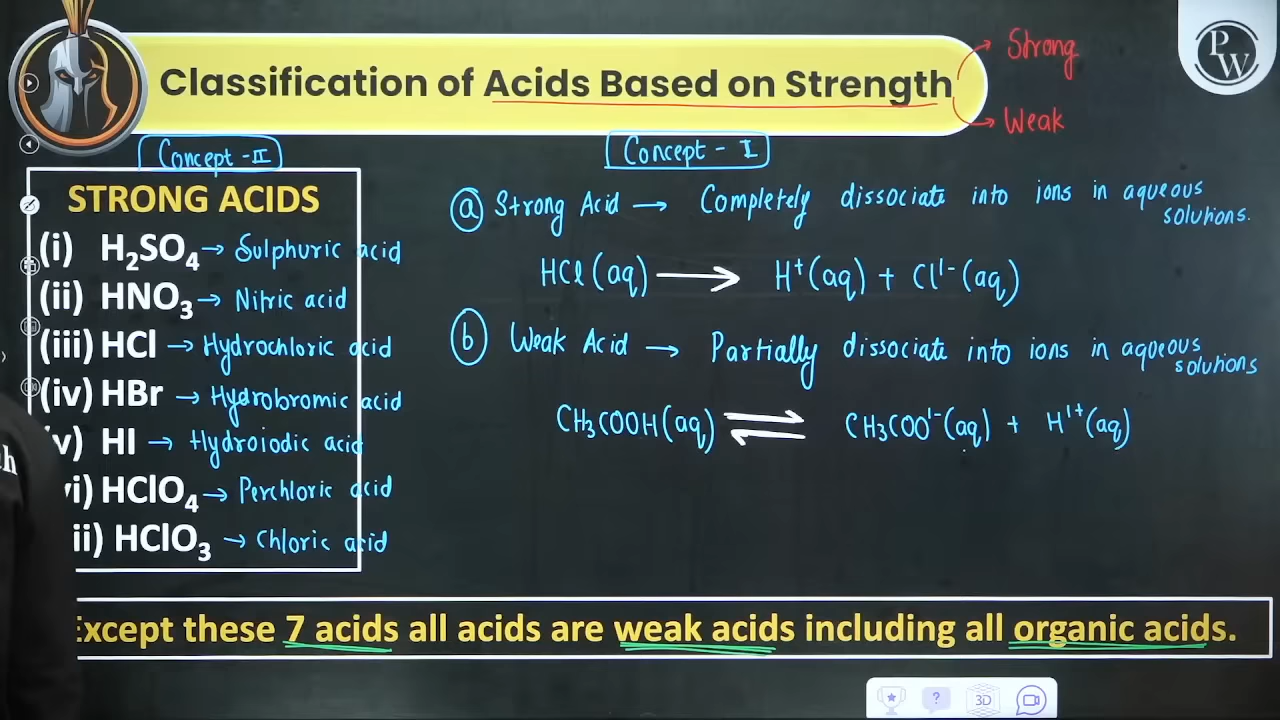 Classification of Acids Based on Strength
Strong
Weak
PW
Concept - II
STRONG ACIDS
(i) H₂SO₄ → Sulphuric acid
(ii) HNO₃ → Nitric acid
(iii) HCl → Hydrochloric acid
(iv) HBr → Hydrobromic acid
v) HI → Hydroiodic acid
vi) HClO₄ → Perchloric acid
ii) HClO₃ → Chloric acid
Concept - I
(a) Strong Acid → Completely dissociate into ions in aqueous
solutions.
HCl(aq) ⟶ H⁺(aq) + Cl¹⁻(aq)
(b) Weak Acid → Partially dissociate into ions in aqueous
solutions
CH₃COOH(aq) ⇌ CH₃COO¹⁻(aq) + H¹⁺(aq)
Except these 7 acids all acids are weak acids including all organic acids.
?
3D